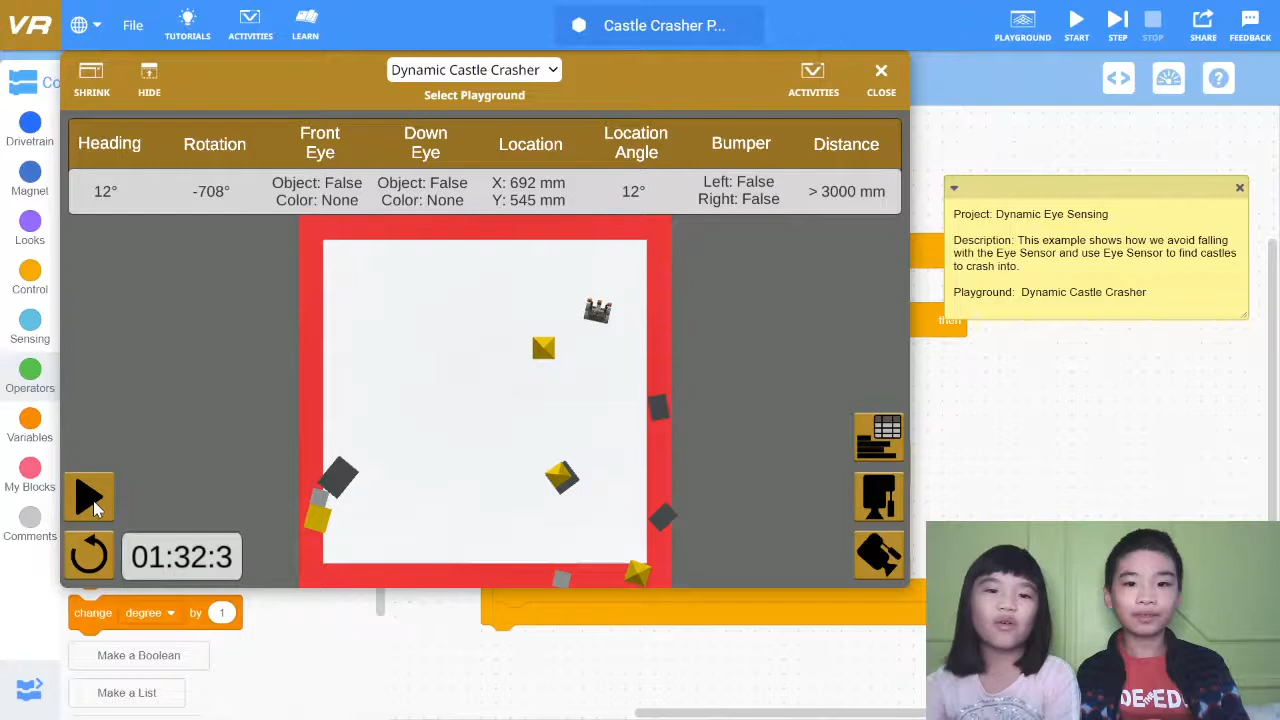 VR
File
TUTORIALS
ACTIVITIES
LEARN
Castle Crasher P...
PLAYGROUND
START
STEP
STOP
SHARE
FEEDBACK
Co
SHRINK
HIDE
Dynamic Castle Crasher
Select Playground
ACTIVITIES
CLOSE
Drivetrain
Magnet
Looks
Control
Sensing
Operators
Variables
My Blocks
Comments
Heading
Rotation
Front
Eye
Down
Eye
Location
Location
Angle
Bumper
Distance
12°
-708°
Object: False
Color: None
Object: False
Color: None
X: 692 mm
Y: 545 mm
12°
Left: False
Right: False
> 3000 mm
01:32:3
Project: Dynamic Eye Sensing
Description: This example shows how we avoid falling
with the Eye Sensor and use Eye Sensor to find castles
to crash into.
Playground: Dynamic Castle Crasher
then
change degree by 1
Make a Boolean
Make a List